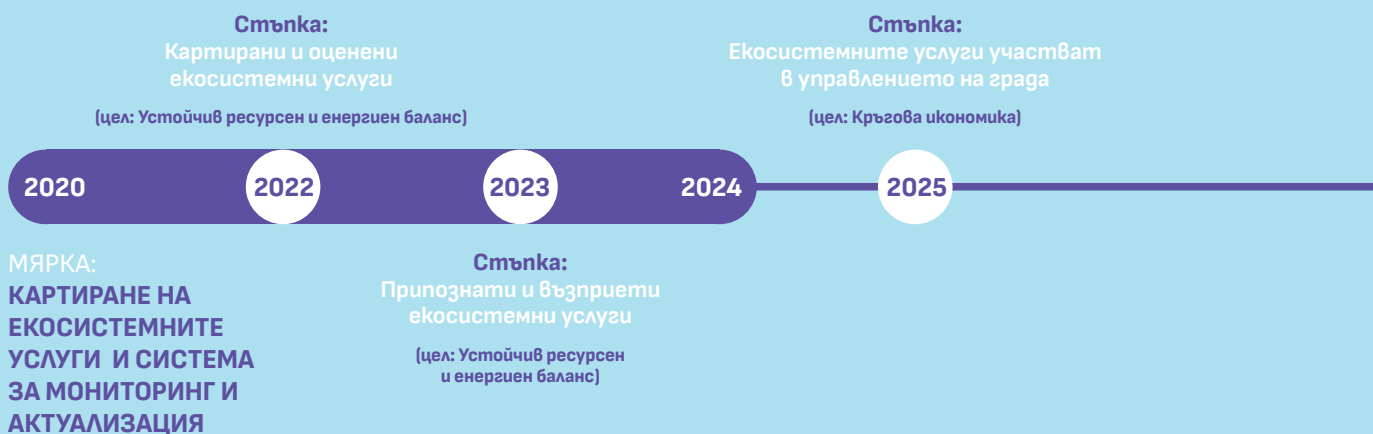 Стъпка:
Картирани и оценени
екосистемни услуги
(цел: Устойчив ресурсен и енергиен баланс)
Стъпка:
Екосистемните услуги участват
в управлението на града
(цел: Кръгова икономика)
2020
2022
2023
2024
2025
МЯРКА:
КАРТИРАНЕ НА
ЕКОСИСТЕМНИТЕ
УСЛУГИ И СИСТЕМА
ЗА МОНИТОРИНГ И
АКТУАЛИЗАЦИЯ
Стъпка:
Припознати и възприети
екосистемни услуги
(цел: Устойчив ресурсен
и енергиен баланс)